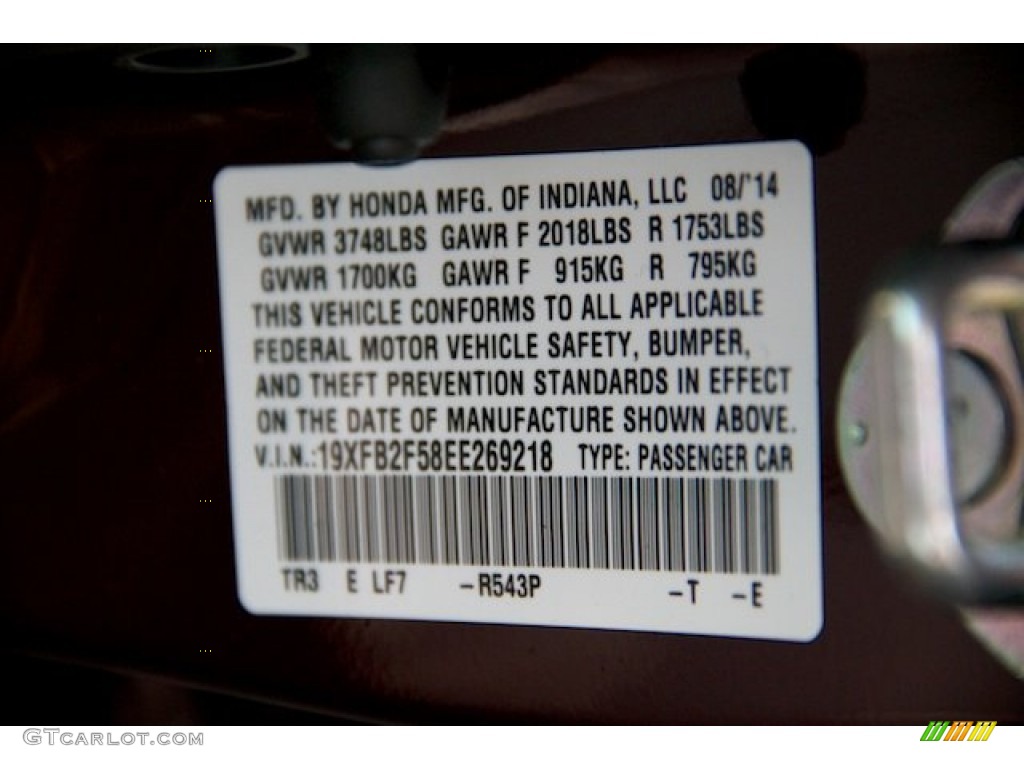 MFD. BY HONDA MFG. OF INDIANA, LLC 08/'14
GVWR 3748LBS GAWR F 2018LBS R 1753LBS
GVWR 1700KG GAWR F 915KG R 795KG
THIS VEHICLE CONFORMS TO ALL APPLICABLE
FEDERAL MOTOR VEHICLE SAFETY, BUMPER,
AND THEFT PREVENTION STANDARDS IN EFFECT
ON THE DATE OF MANUFACTURE SHOWN ABOVE.
V.I.N.:19XFB2F58EE269218 TYPE: PASSENGER CAR
TR3 E LF7 -R543P -T -E
GTCARLOT.COM